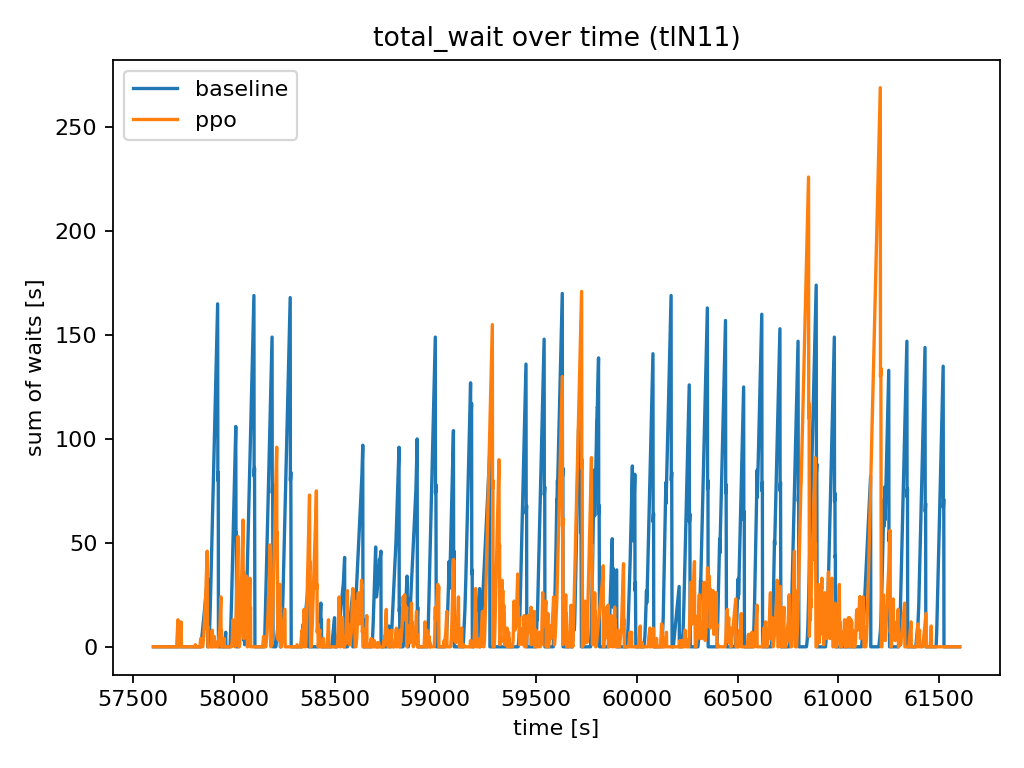 total_wait over time (tlN11)
baseline
ppo
250
200
150
100
50
0
sum of waits [s]
57500 58000 58500 59000 59500 60000 60500 61000 61500
time [s]